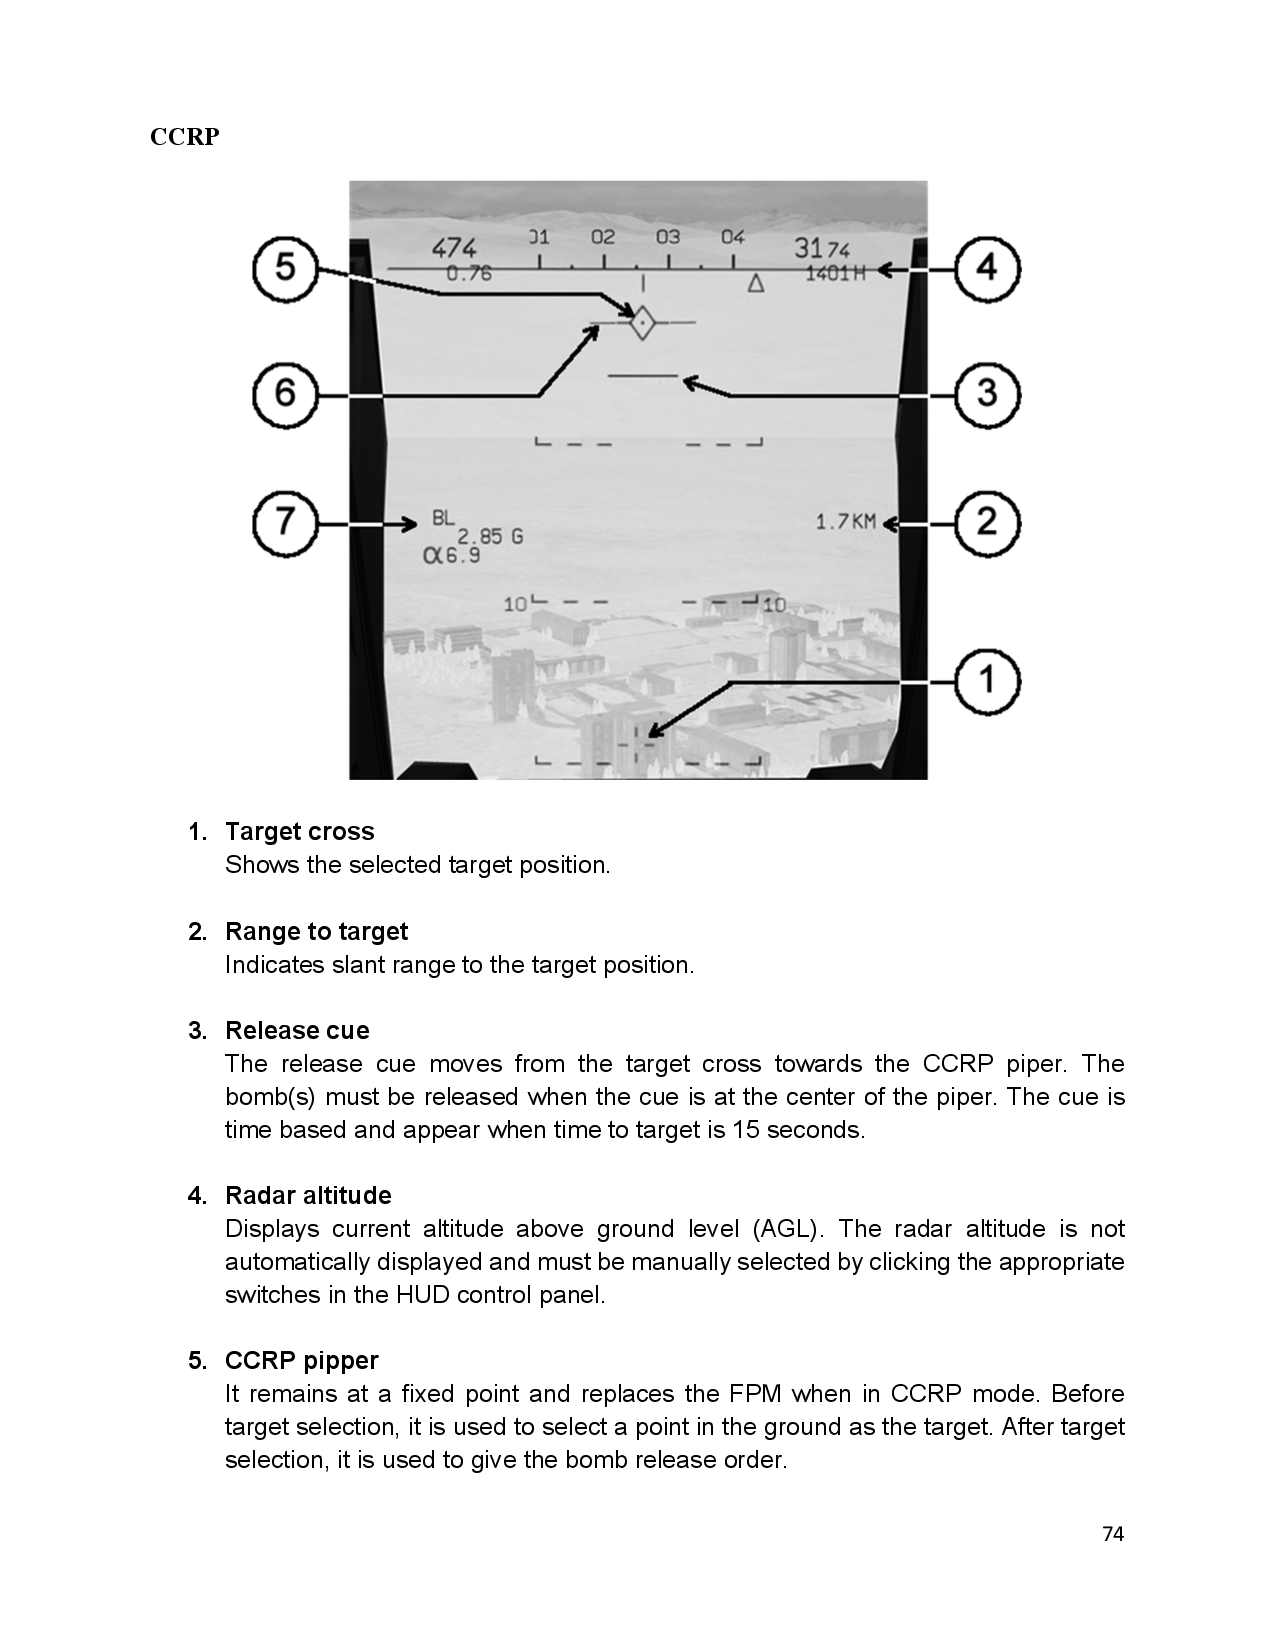 CCRP
474 01 02 03 04 3174
0.76 1401H
5
4
6
3
7
BL
2.85 G
α6.9
1.7KM
2
10 10
1
1. Target cross
Shows the selected target position.
2. Range to target
Indicates slant range to the target position.
3. Release cue
The release cue moves from the target cross towards the CCRP piper. The
bomb(s) must be released when the cue is at the center of the piper. The cue is
time based and appear when time to target is 15 seconds.
4. Radar altitude
Displays current altitude above ground level (AGL). The radar altitude is not
automatically displayed and must be manually selected by clicking the appropriate
switches in the HUD control panel.
5. CCRP pipper
It remains at a fixed point and replaces the FPM when in CCRP mode. Before
target selection, it is used to select a point in the ground as the target. After target
selection, it is used to give the bomb release order.
74